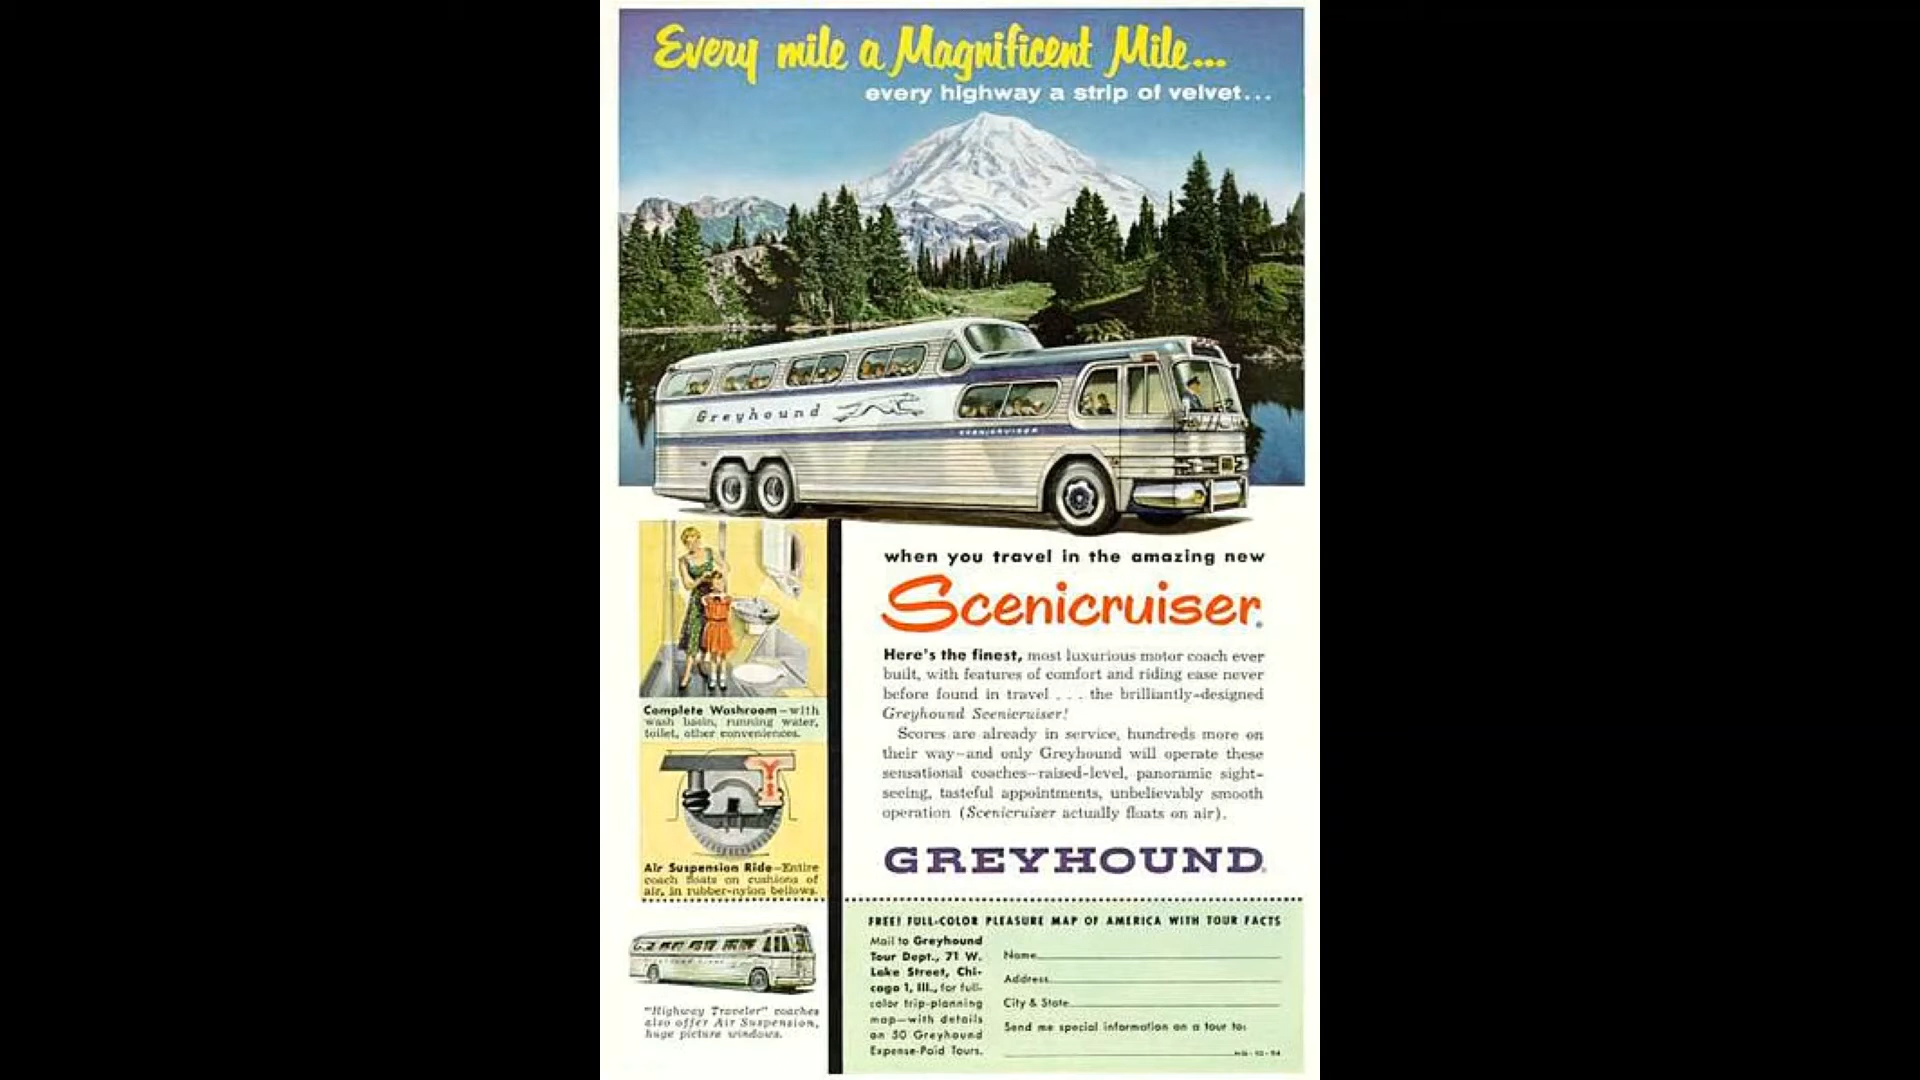 Every mile a Magnificent Mile...
every highway a strip of velvet...
Greyhound
SCENICRUISER
when you travel in the amazing new
Scenicruiser®
Here's the finest, most luxurious motor coach ever
built, with features of comfort and riding ease never
before found in travel . . . the brilliantly-designed
Greyhound Scenicruiser!
Scores are already in service, hundreds more on
their way—and only Greyhound will operate these
sensational coaches—raised-level, panoramic sight-
seeing, tasteful appointments, unbelievably smooth
operation (Scenicruiser actually floats on air).
GREYHOUND®
Complete Washroom—with
wash basin, running water,
toilet, other conveniences.
Air Suspension Ride—Entire
coach floats on cushions of
air, in rubber-nylon bellows.
"Highway Traveler" coaches
also offer Air Suspension,
huge picture windows.
FREE! FULL-COLOR PLEASURE MAP OF AMERICA WITH TOUR FACTS
Mail to Greyhound
Tour Dept., 71 W.
Lake Street, Chi-
cago 1, Ill., for full-
color trip-planning
map—with details
on 50 Greyhound
Expense-Paid Tours.
Name
Address
City & State
Send me special information on a tour to: